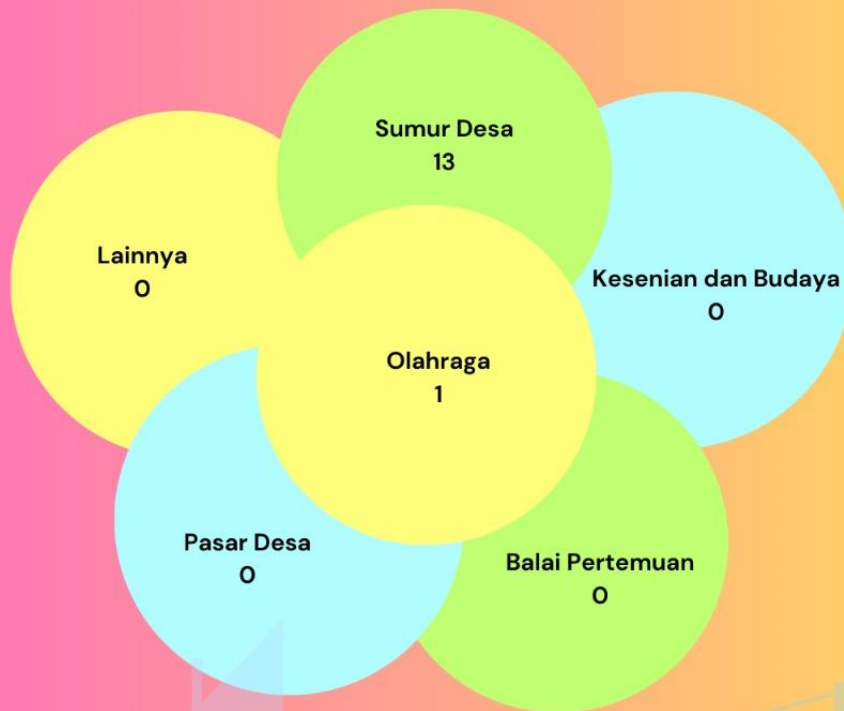 Sumur Desa
13
Lainnya
0
Kesenian dan Budaya
0
Olahraga
1
Pasar Desa
0
Balai Pertemuan
0